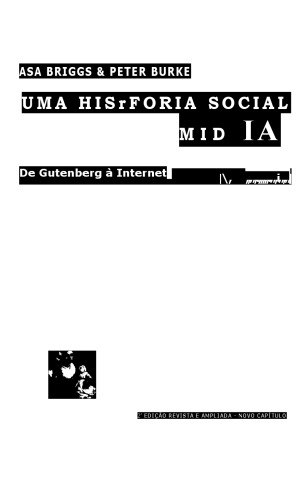 ASA BRIGGS & PETER BURKE
UMA HISrFORIA SOCIAL
MID IA
De Gutenberg à Internet
2ª EDIÇÃO REVISTA E AMPLIADA - NOVO CAPÍTULO